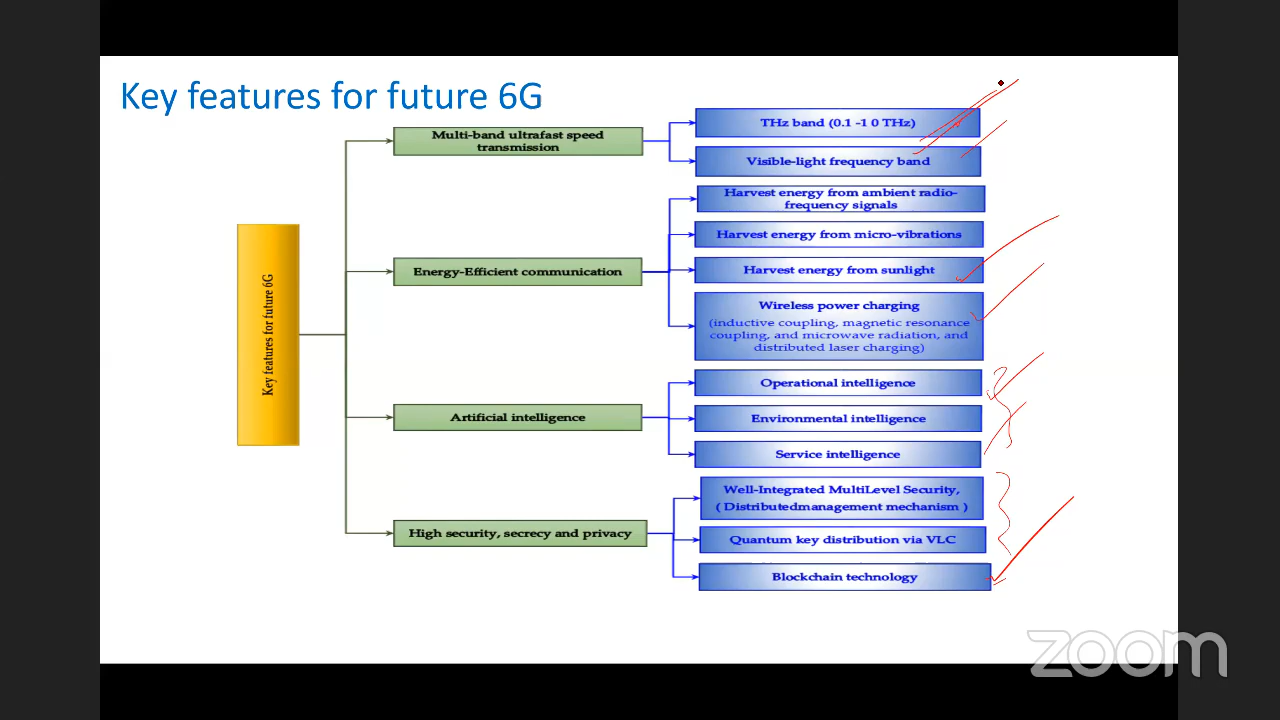 Key features for future 6G
Key features for future 6G
Multi-band ultrafast speed
transmission
THz band (0.1 -1 0 THz)
Visible-light frequency band
Energy-Efficient communication
Harvest energy from ambient radio-
frequency signals
Harvest energy from micro-vibrations
Harvest energy from sunlight
Wireless power charging
(inductive coupling, magnetic resonance
coupling, and microwave radiation, and
distributed laser charging)
Artificial intelligence
Operational intelligence
Environmental intelligence
Service intelligence
High security, secrecy and privacy
Well-Integrated MultiLevel Security,
( Distributedmanagement mechanism )
Quantum key distribution via VLC
Blockchain technology
zoom